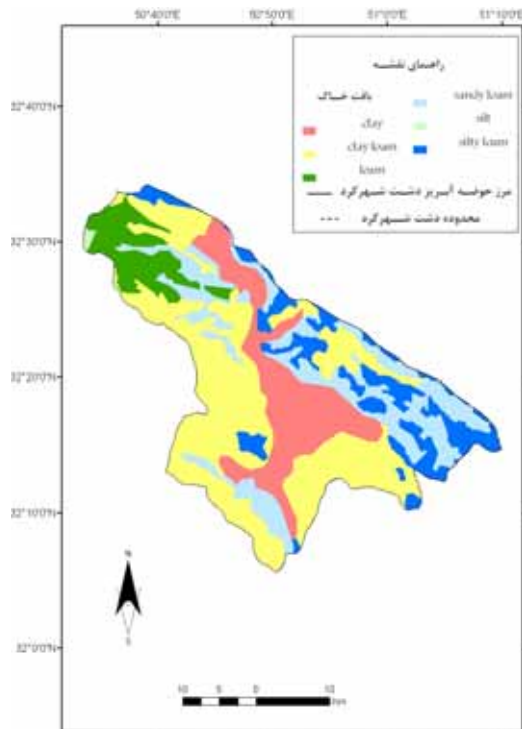 50°40'0"E 50°50'0"E 51°0'0"E 51°10'0"E
32°40'0"N
32°30'0"N
32°20'0"N
32°10'0"N
32°0'0"N
راهنمای نقشه
بافت خاک
clay
clay loam
loam
sandy loam
silt
silty loam
مرز حوضه آبریز دشت شهرکرد
محدوده دشت شهرکرد
N
S
10 5 0 10